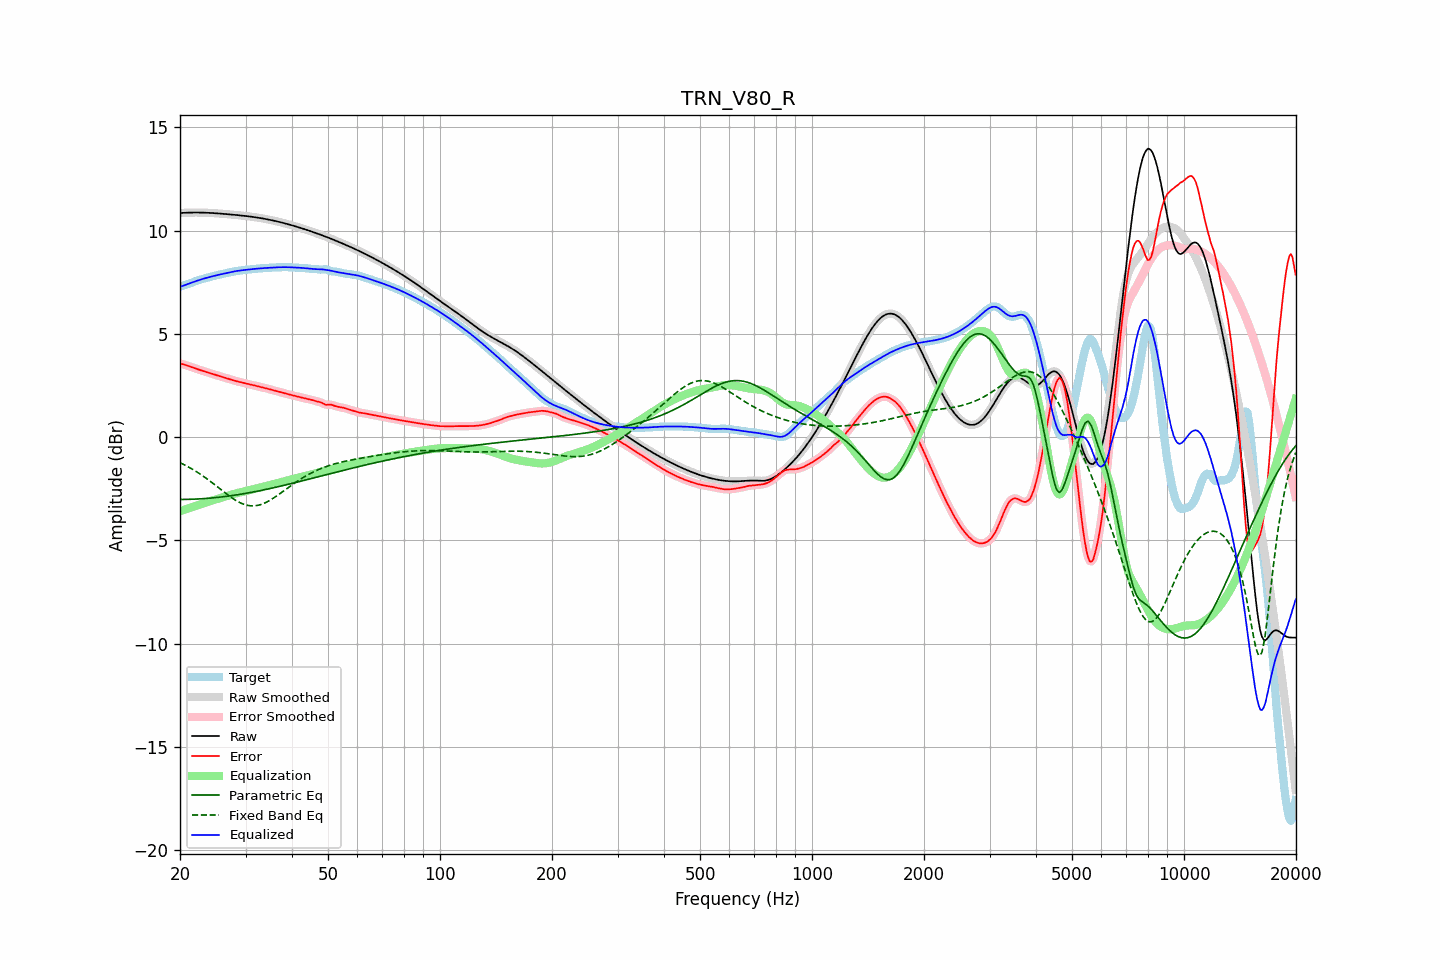 TRN_V80_R
15
10
5
0
−5
−10
−15
−20
Amplitude (dBr)
Target
Raw Smoothed
Error Smoothed
Raw
Error
Equalization
Parametric Eq
Fixed Band Eq
Equalized
20 50 100 200 500 1000 2000 5000 10000 20000
Frequency (Hz)